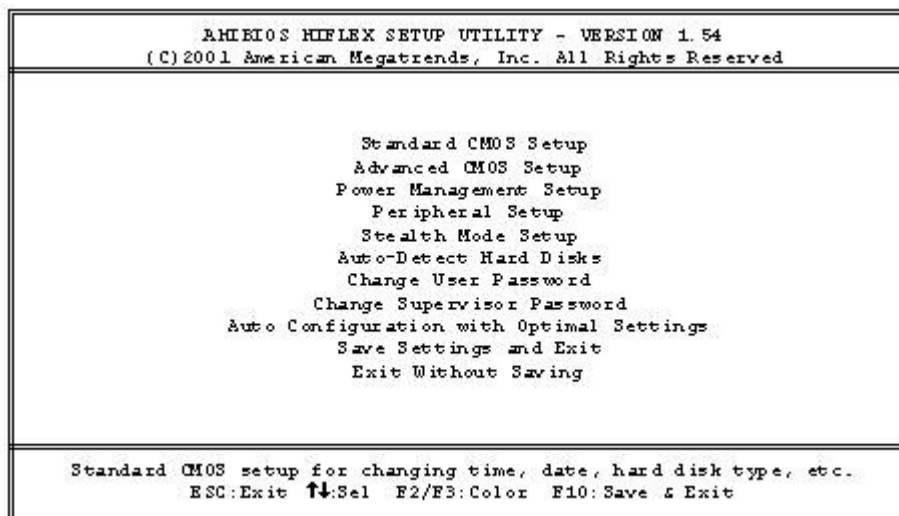 AMIBIOS HIFLEX SETUP UTILITY - VERSION 1.54
(C)2001 American Megatrends, Inc. All Rights Reserved
Standard CMOS Setup
Advanced CMOS Setup
Power Management Setup
Peripheral Setup
Stealth Mode Setup
Auto-Detect Hard Disks
Change User Password
Change Supervisor Password
Auto Configuration with Optimal Settings
Save Settings and Exit
Exit Without Saving
Standard CMOS setup for changing time, date, hard disk type, etc.
ESC:Exit ↑↓:Sel F2/F3:Color F10:Save & Exit